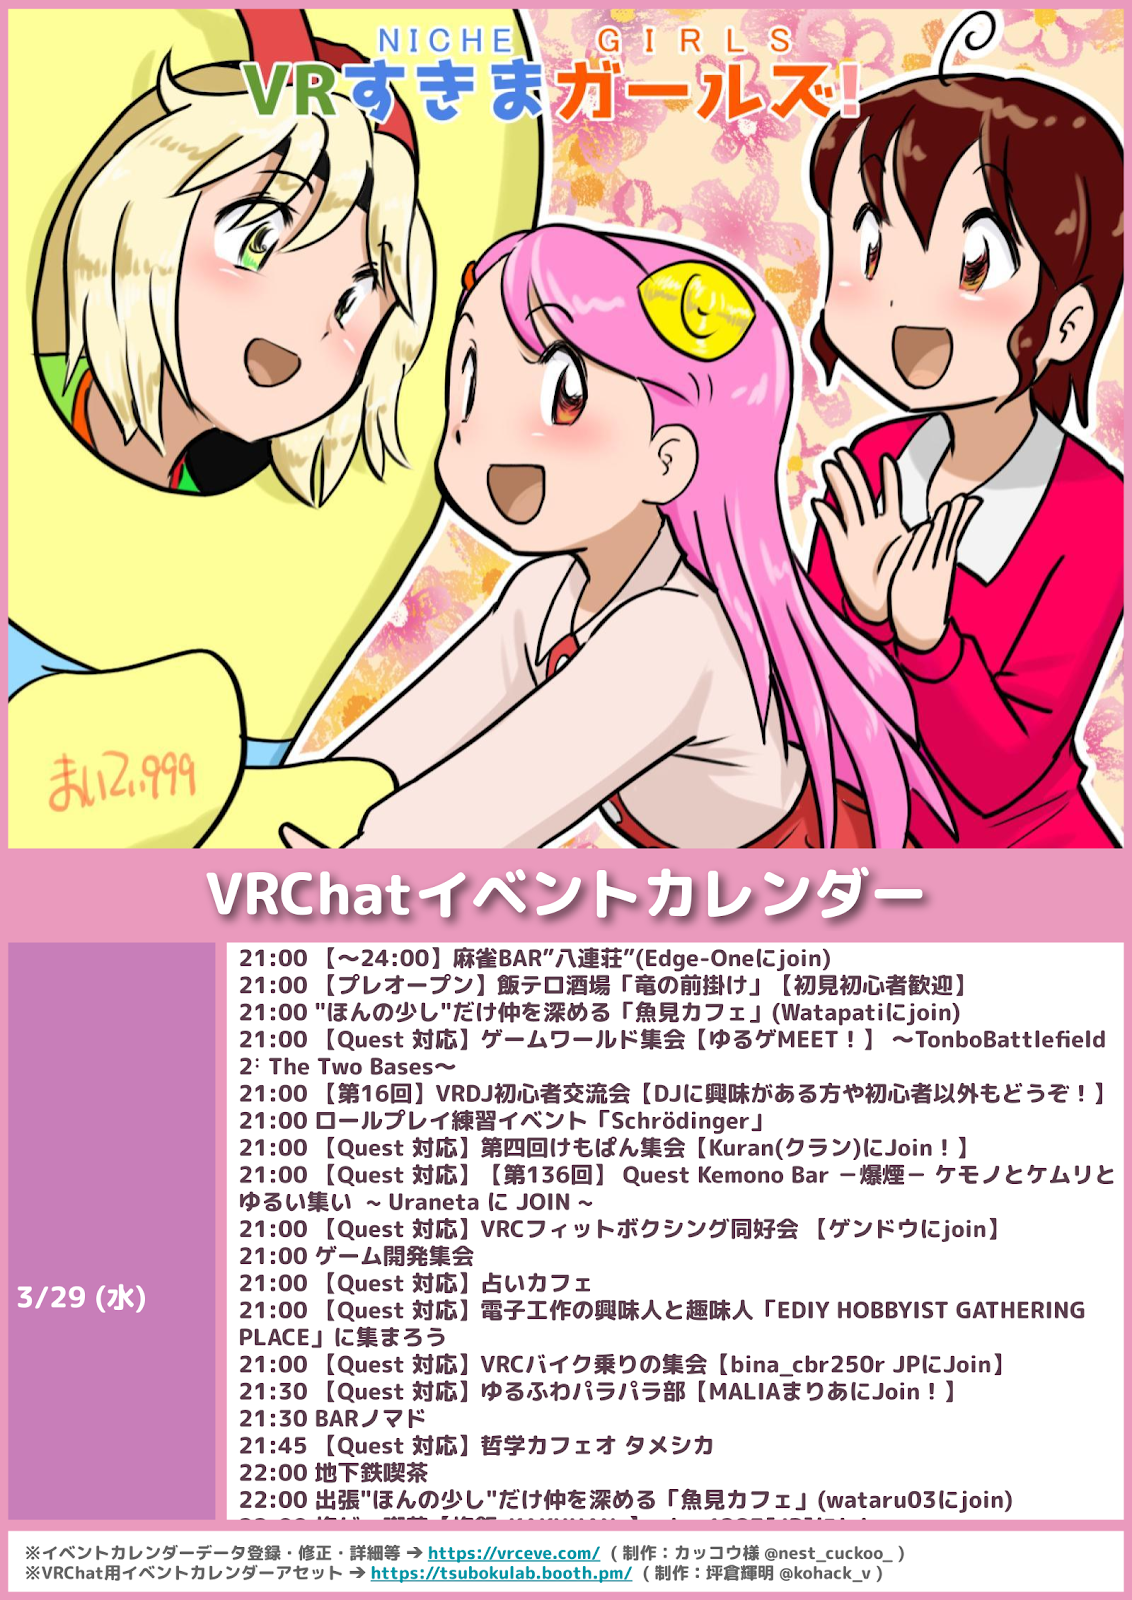 NICHE GIRLS
VRすきまガールズ!
まいてぃ999
VRChatイベントカレンダー
3/29 (水)
21:00 【～24:00】麻雀BAR”八連荘”(Edge-Oneにjoin)
21:00 【プレオープン】飯テロ酒場「竜の前掛け」【初見初心者歓迎】
21:00 "ほんの少し"だけ仲を深める「魚見カフェ」(Watapatiにjoin)
21:00 【Quest 対応】ゲームワールド集会【ゆるゲMEET！】 ～TonboBattlefield
2: The Two Bases～
21:00 【第16回】VRDJ初心者交流会【DJに興味がある方や初心者以外もどうぞ！】
21:00 ロールプレイ練習イベント「Schrödinger」
21:00 【Quest 対応】第四回けもぱん集会【Kuran(クラン)にJoin！】
21:00 【Quest 対応】【第136回】 Quest Kemono Bar －爆煙－ ケモノとケムリと
ゆるい集い ~ Uraneta に JOIN ~
21:00 【Quest 対応】VRCフィットボクシング同好会 【ゲンドウにjoin】
21:00 ゲーム開発集会
21:00 【Quest 対応】占いカフェ
21:00 【Quest 対応】電子工作の興味人と趣味人「EDIY HOBBYIST GATHERING
PLACE」に集まろう
21:00 【Quest 対応】VRCバイク乗りの集会【bina_cbr250r JPにJoin】
21:30 【Quest 対応】ゆるふわパラパラ部【MALIAまりあにJoin！】
21:30 BARノマド
21:45 【Quest 対応】哲学カフェオ タメシカ
22:00 地下鉄喫茶
22:00 出張"ほんの少し"だけ仲を深める「魚見カフェ」(wataru03にjoin)
※イベントカレンダーデータ登録・修正・詳細等 ➔ https://vrceve.com/ ( 制作：カッコウ様 @nest_cuckoo_ )
※VRChat用イベントカレンダーアセット ➔ https://tsubokulab.booth.pm/ ( 制作：坪倉輝明 @kohack_v )